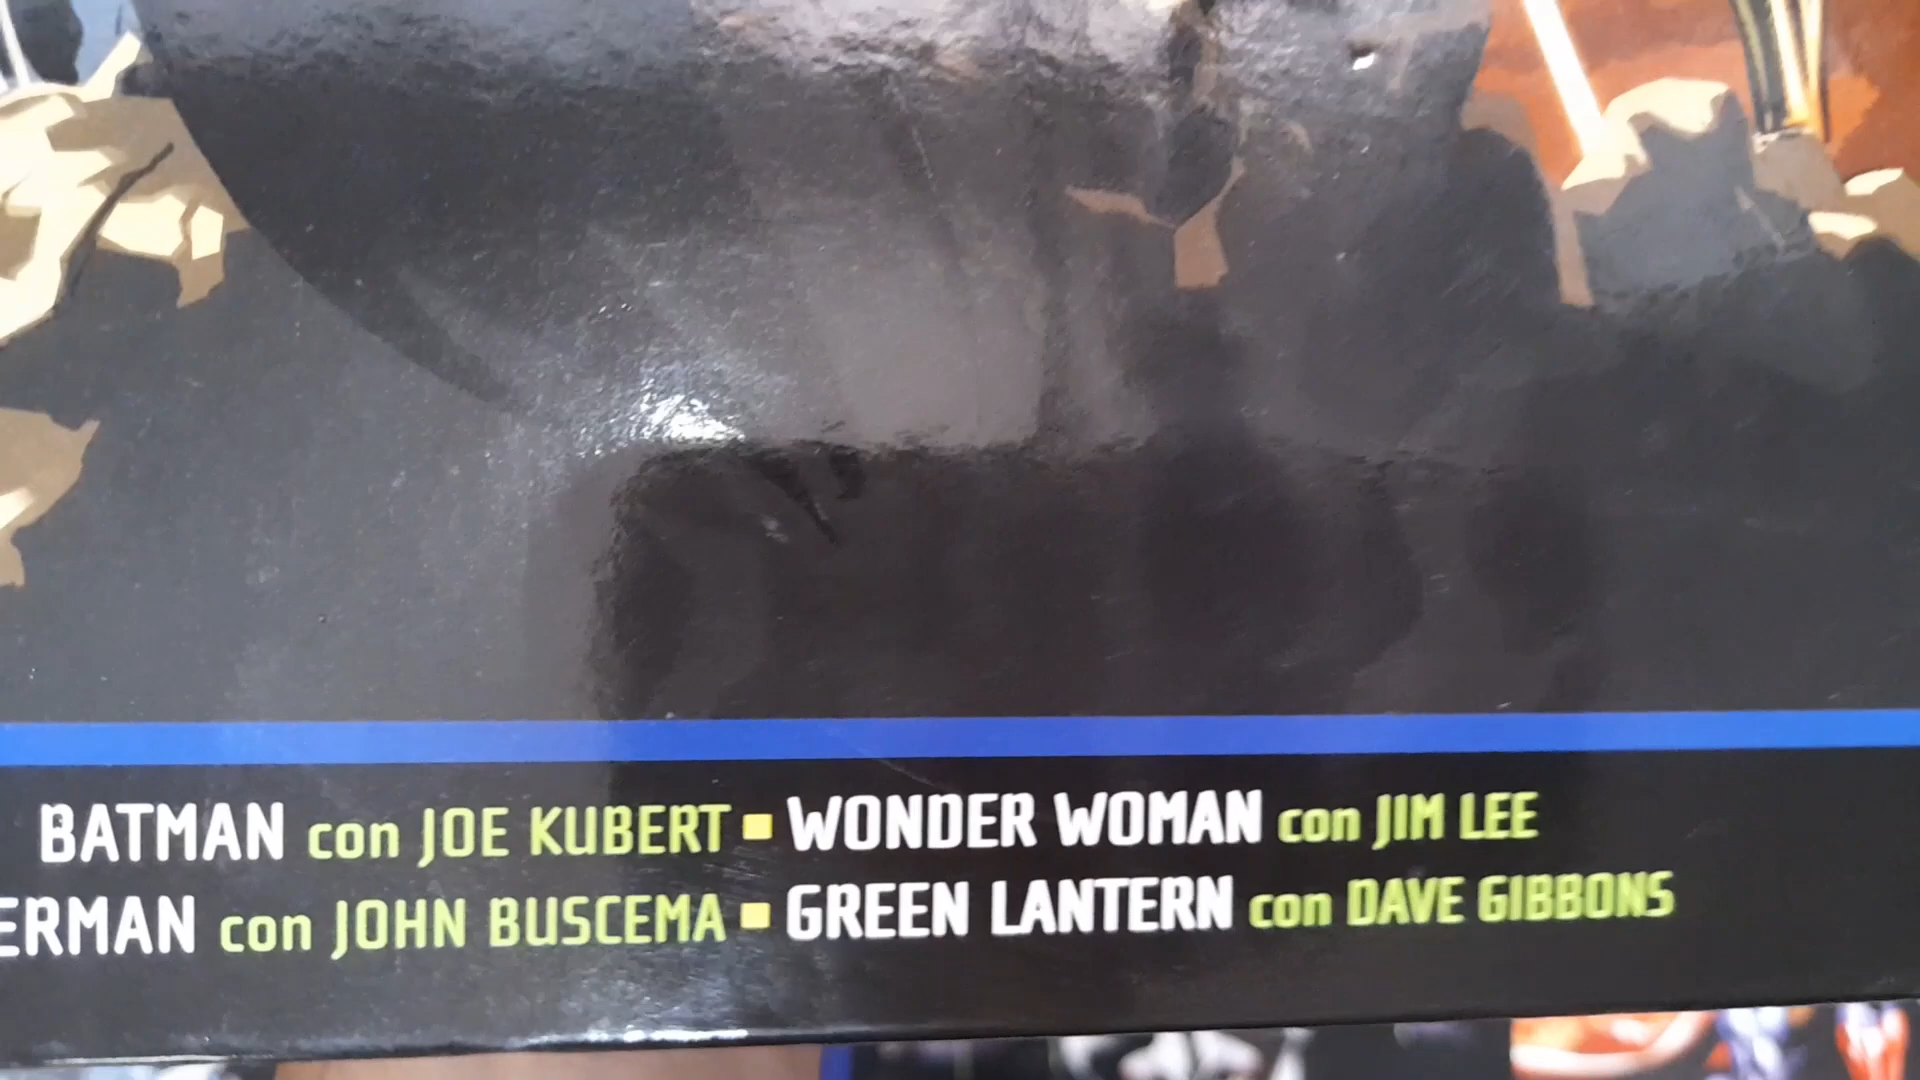 BATMAN con JOE KUBERT ▪ WONDER WOMAN con JIM LEE
ERMAN con JOHN BUSCEMA ▪ GREEN LANTERN con DAVE GIBBONS